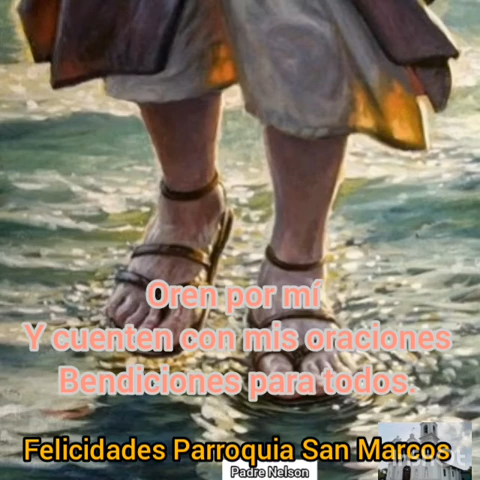 Oren por mí
Y cuenten con mis oraciones
Bendiciones para todos.
Felicidades Parroquia San Marcos
Padre Nelson